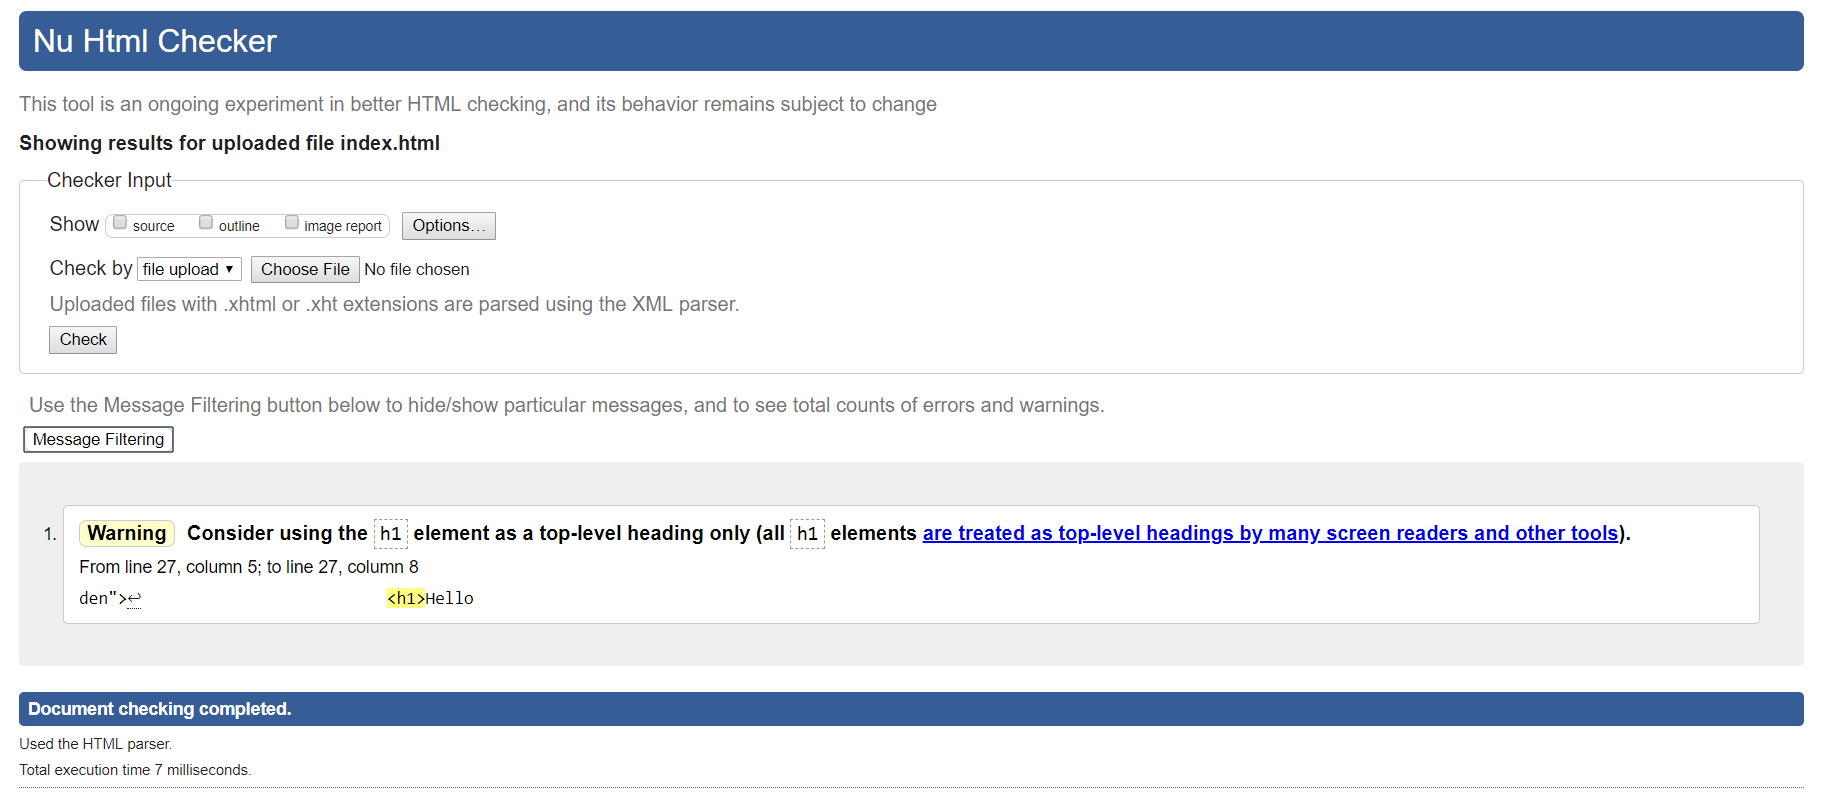 Nu Html Checker
This tool is an ongoing experiment in better HTML checking, and its behavior remains subject to change
Showing results for uploaded file index.html
Checker Input
Show source outline image report Options...
Check by file upload ▼ Choose File No file chosen
Uploaded files with .xhtml or .xht extensions are parsed using the XML parser.
Check
Use the Message Filtering button below to hide/show particular messages, and to see total counts of errors and warnings.
Message Filtering
1. Warning Consider using the h1 element as a top-level heading only (all h1 elements are treated as top-level headings by many screen readers and other tools).
From line 27, column 5; to line 27, column 8
den">↩ <h1>Hello
Document checking completed.
Used the HTML parser.
Total execution time 7 milliseconds.